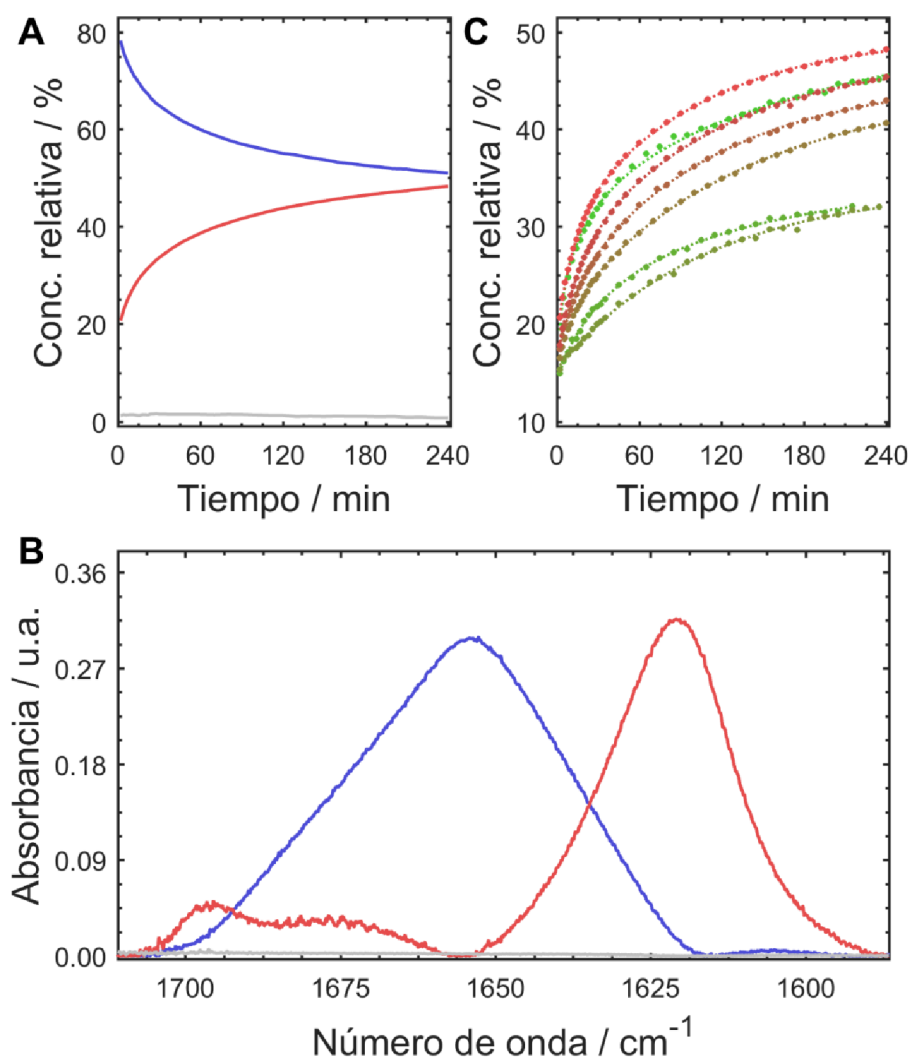 A
Conc. relativa / %
80
60
40
20
0
0 60 120 180 240
Tiempo / min
C
Conc. relativa / %
50
40
30
20
10
0 60 120 180 240
Tiempo / min
B
Absorbancia / u.a.
0.36
0.27
0.18
0.09
0.00
1700 1675 1650 1625 1600
Número de onda / cm⁻¹